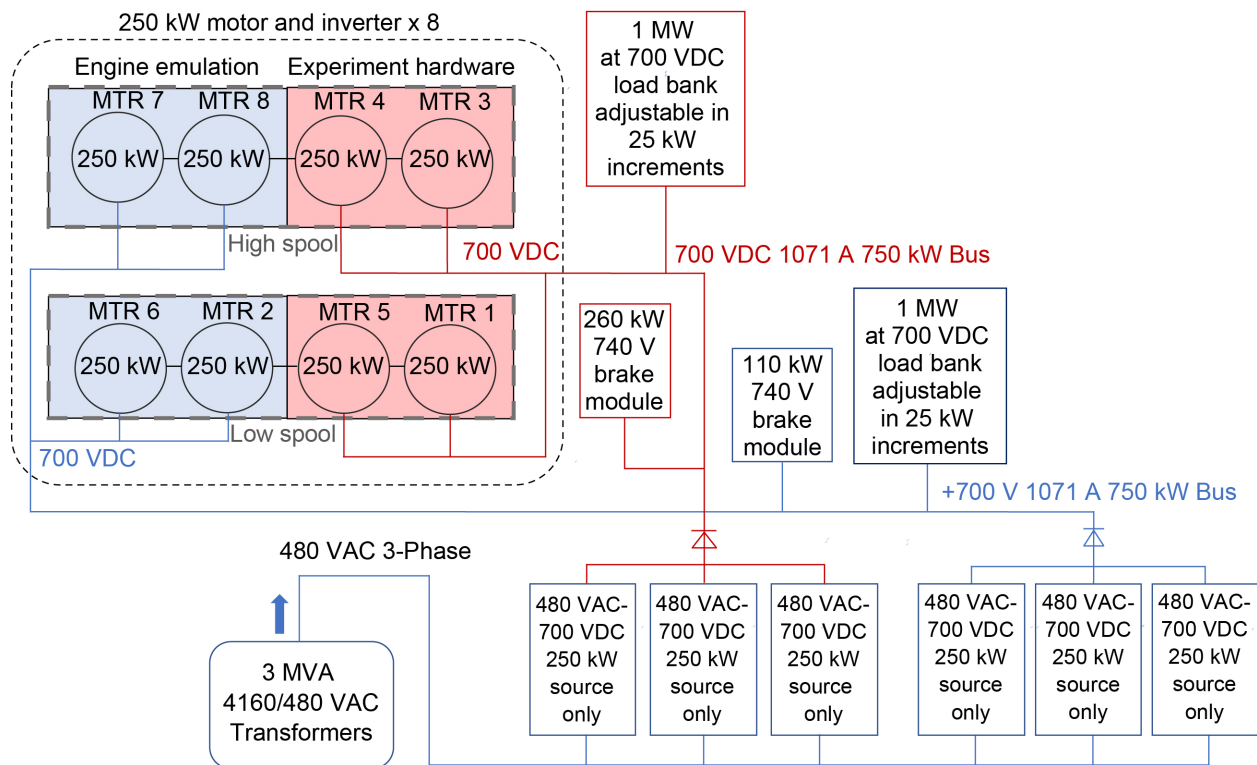 250 kW motor and inverter x 8
Engine emulation
Experiment hardware
MTR 7
MTR 8
MTR 4
MTR 3
250 kW
250 kW
250 kW
250 kW
High spool
700 VDC
MTR 6
MTR 2
MTR 5
MTR 1
250 kW
250 kW
250 kW
250 kW
Low spool
700 VDC
1 MW
at 700 VDC
load bank
adjustable in
25 kW
increments
700 VDC 1071 A 750 kW Bus
260 kW
740 V
brake
module
110 kW
740 V
brake
module
1 MW
at 700 VDC
load bank
adjustable
in 25 kW
increments
+700 V 1071 A 750 kW Bus
480 VAC 3-Phase
3 MVA
4160/480 VAC
Transformers
480 VAC-
700 VDC
250 kW
source
only
480 VAC-
700 VDC
250 kW
source
only
480 VAC-
700 VDC
250 kW
source
only
480 VAC-
700 VDC
250 kW
source
only
480 VAC-
700 VDC
250 kW
source
only
480 VAC-
700 VDC
250 kW
source
only